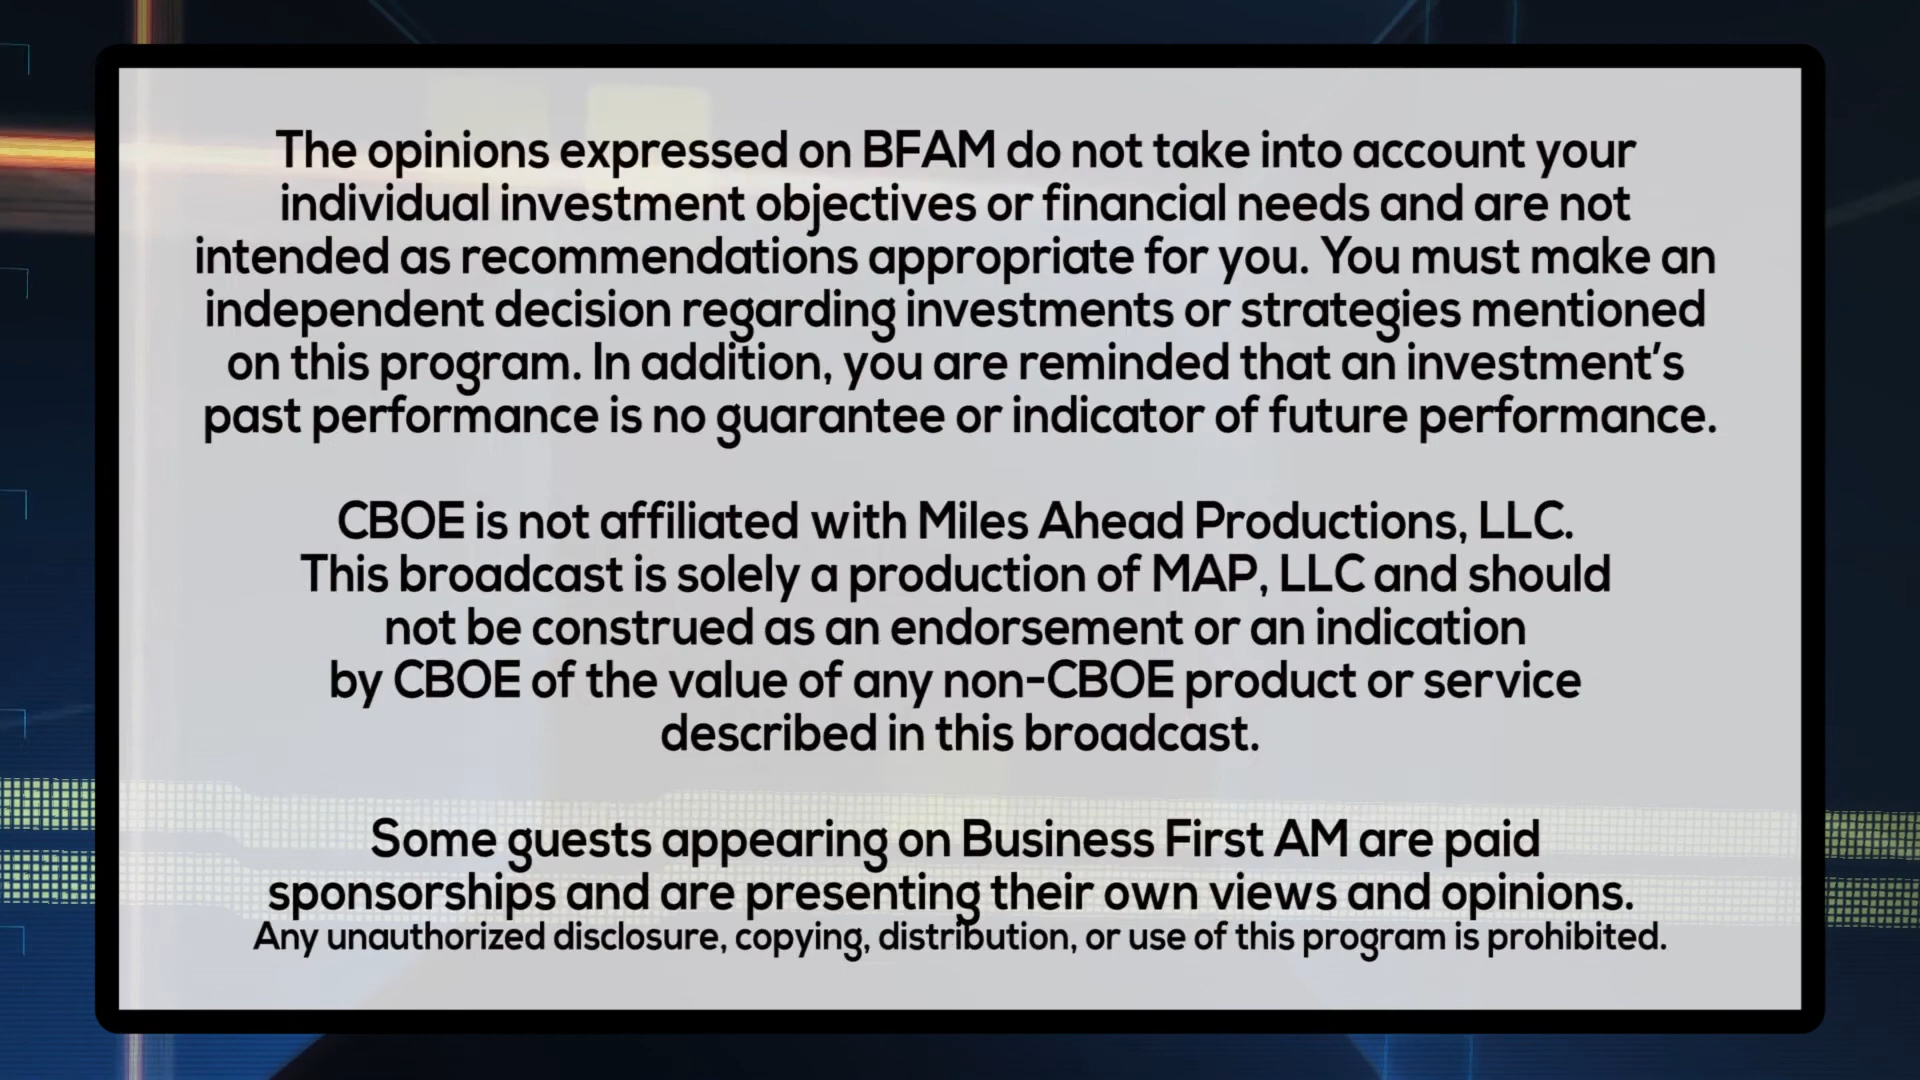 The opinions expressed on BFAM do not take into account your
individual investment objectives or financial needs and are not
intended as recommendations appropriate for you. You must make an
independent decision regarding investments or strategies mentioned
on this program. In addition, you are reminded that an investment’s
past performance is no guarantee or indicator of future performance.
CBOE is not affiliated with Miles Ahead Productions, LLC.
This broadcast is solely a production of MAP, LLC and should
not be construed as an endorsement or an indication
by CBOE of the value of any non-CBOE product or service
described in this broadcast.
Some guests appearing on Business First AM are paid
sponsorships and are presenting their own views and opinions.
Any unauthorized disclosure, copying, distribution, or use of this program is prohibited.